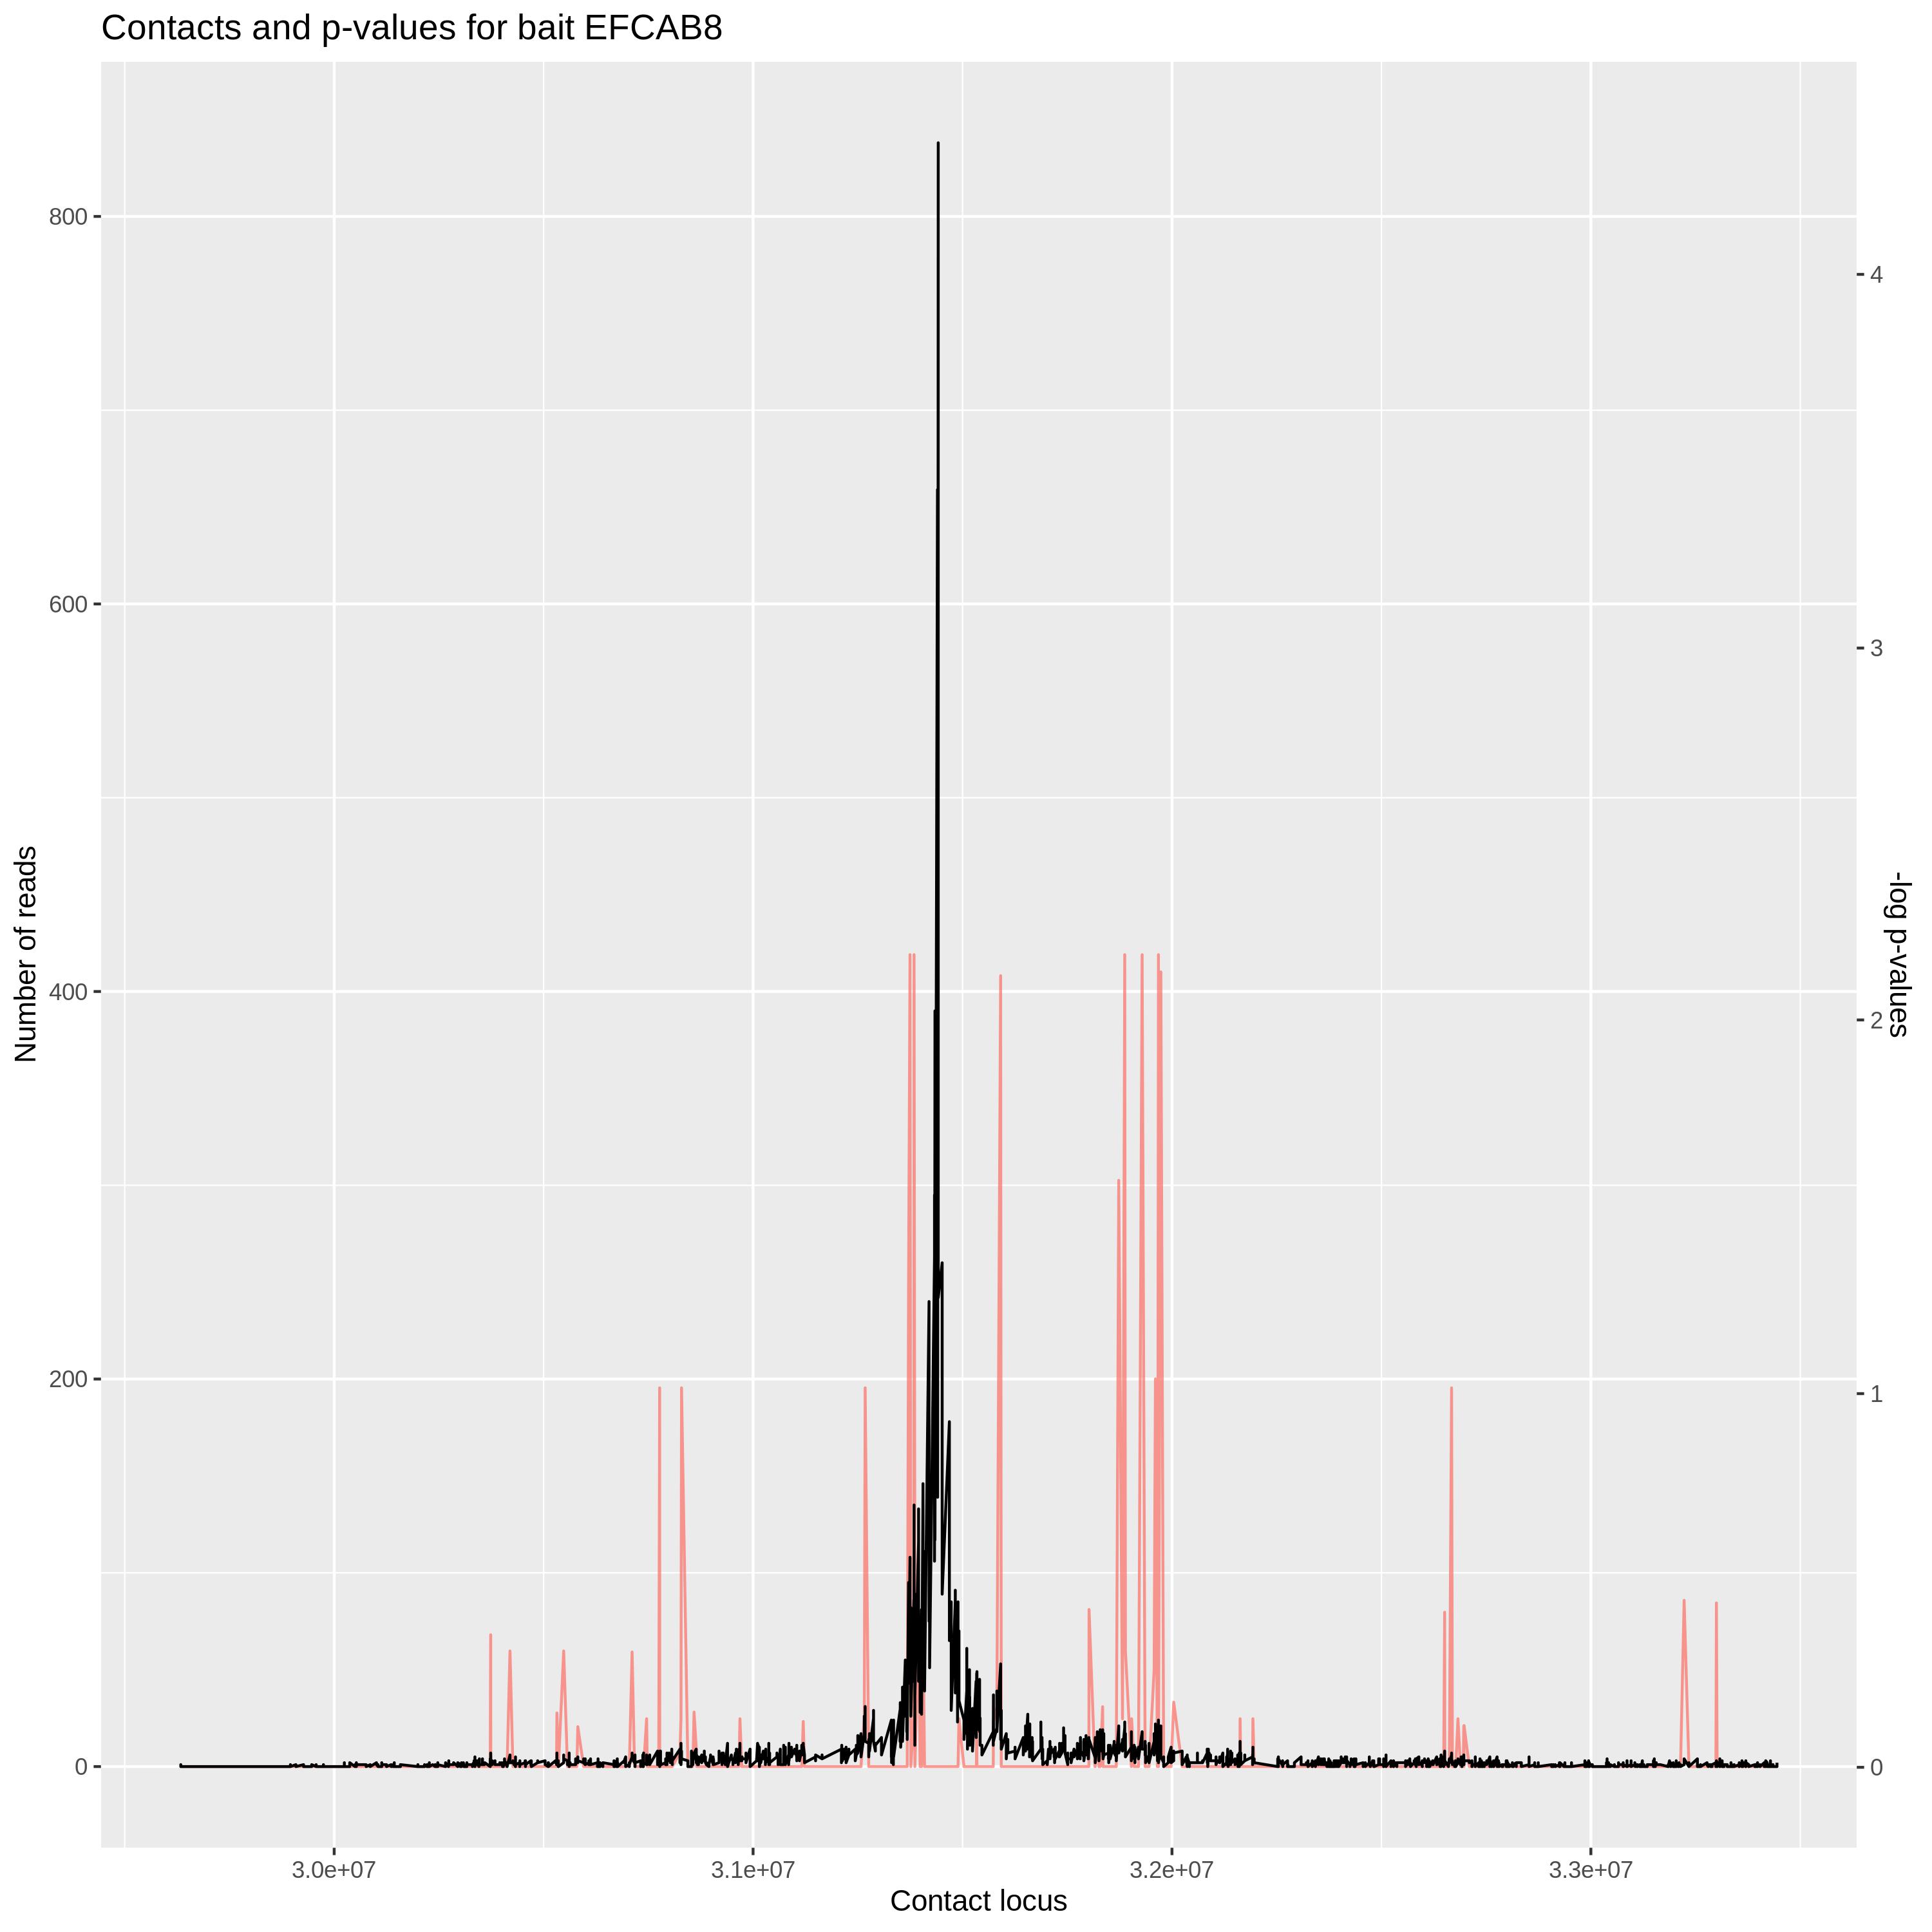 Contacts and p-values for bait EFCAB8
Number of reads
800
600
400
200
0
4
3
2
1
0
-log p-values
3.0e+07
3.1e+07
3.2e+07
3.3e+07
Contact locus